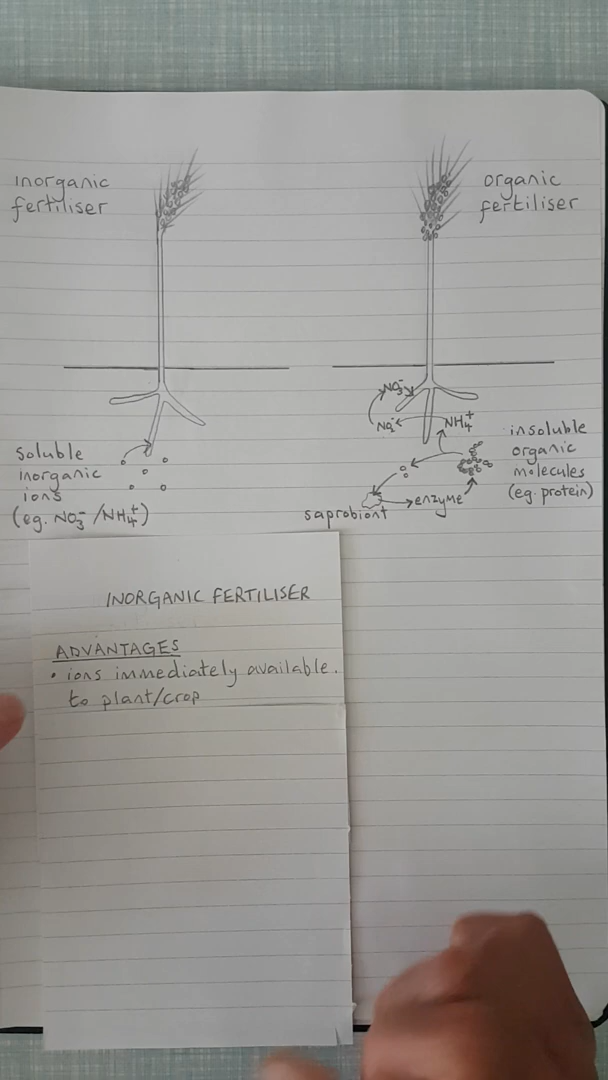 inorganic
fertiliser
organic
fertiliser
NO₃⁻
NO₂⁻
NH₄⁺
soluble
inorganic
ions
(eg. NO₃⁻/NH₄⁺)
insoluble
organic
molecules
(eg. protein)
enzyme
saprobiont
INORGANIC FERTILISER
ADVANTAGES
• ions immediately available
to plant/crop